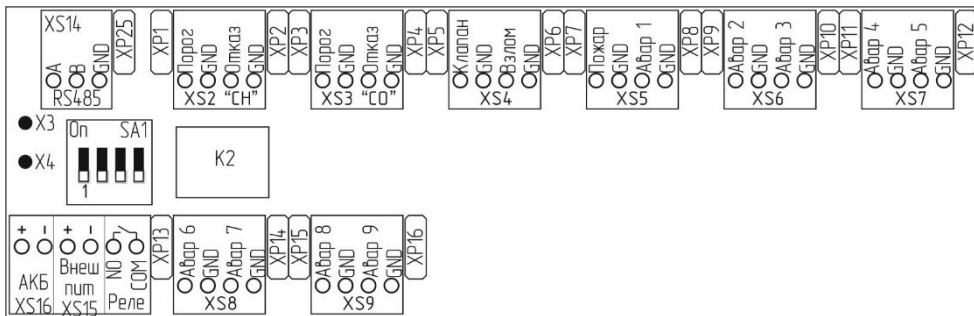 XS14
A
B
GND
RS485
XP25
XP1
Порог
GND
Отказ
GND
XS2 "CH"
XP2
XP3
Порог
GND
Отказ
GND
XS3 "CO"
XP4
XP5
Клапан
GND
Взлом
GND
XS4
XP6
XP7
Пожар
GND
Авар 1
GND
XS5
XP8
XP9
Авар 2
GND
Авар 3
GND
XS6
XP10
XP11
Авар 4
GND
Авар 5
GND
XS7
XP12
X3
X4
On SA1
1
K2
+ -
АКБ
XS16
+ -
Внеш
пит
XS15
NO
COM
Реле
XP13
Авар 6
GND
Авар 7
GND
XS8
XP14
XP15
Авар 8
GND
Авар 9
GND
XS9
XP16